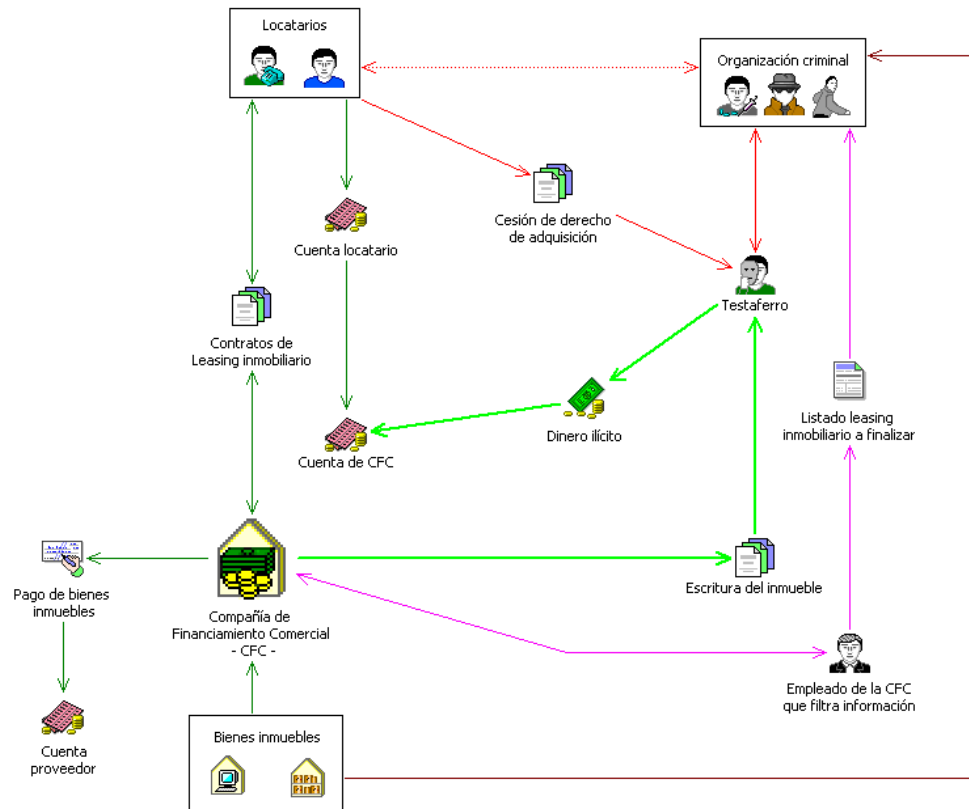 Locatarios
Organización criminal
Cesión de derecho
de adquisición
Cuenta locatario
Testaferro
Contratos de
Leasing inmobiliario
Listado leasing
inmobiliario a finalizar
Dinero ilícito
Cuenta de CFC
Pago de bienes
inmuebles
Escritura del inmueble
Compañía de
Financiamiento Comercial
- CFC -
Empleado de la CFC
que filtra información
Bienes inmuebles
Cuenta
proveedor